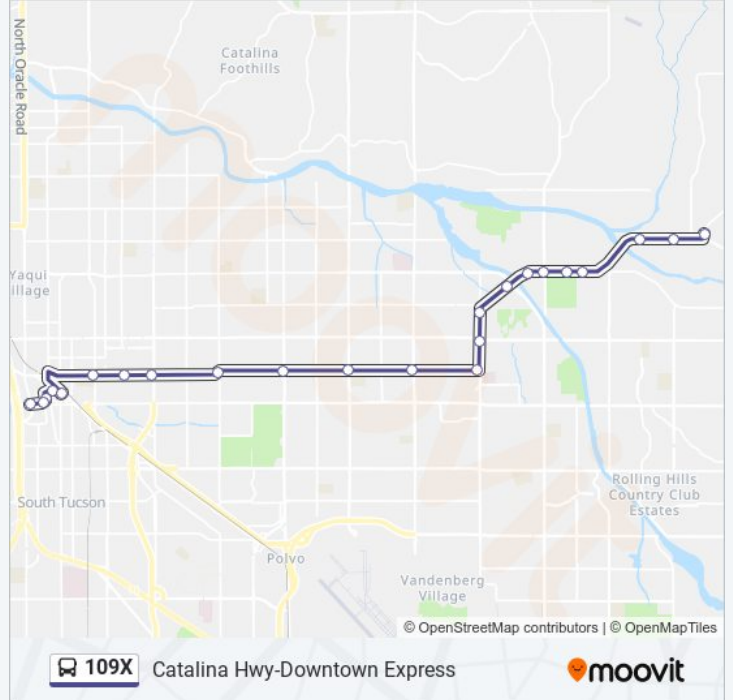 North Oracle Road
Catalina
Foothills
Yaqui
illage
South Tucson
Polvo
Rolling Hills
Country Club
Estates
Vandenberg
Village
© OpenStreetMap contributors | © OpenMapTiles
109X Catalina Hwy-Downtown Express
moovit